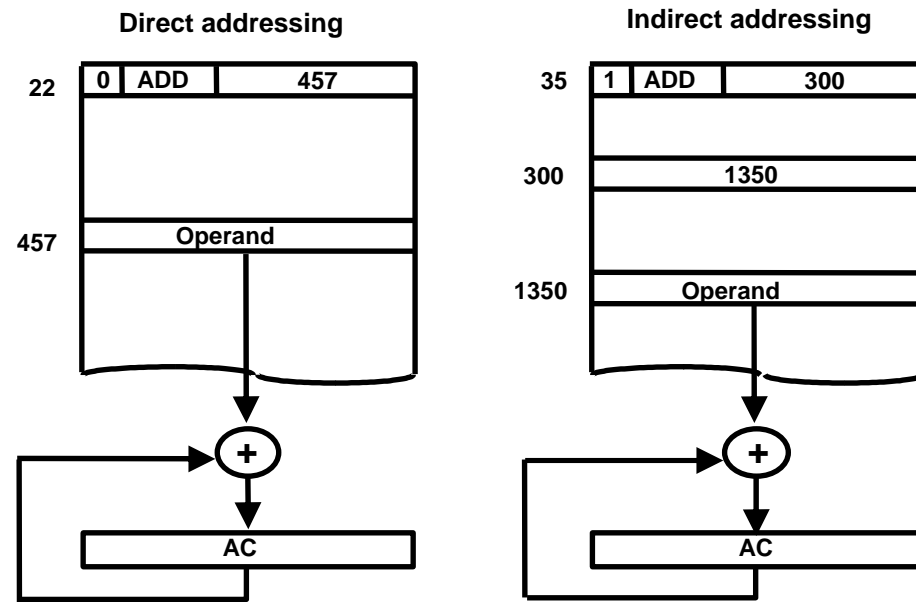 Direct addressing
22 0 ADD 457
457 Operand
+
AC
Indirect addressing
35 1 ADD 300
300 1350
1350 Operand
+
AC